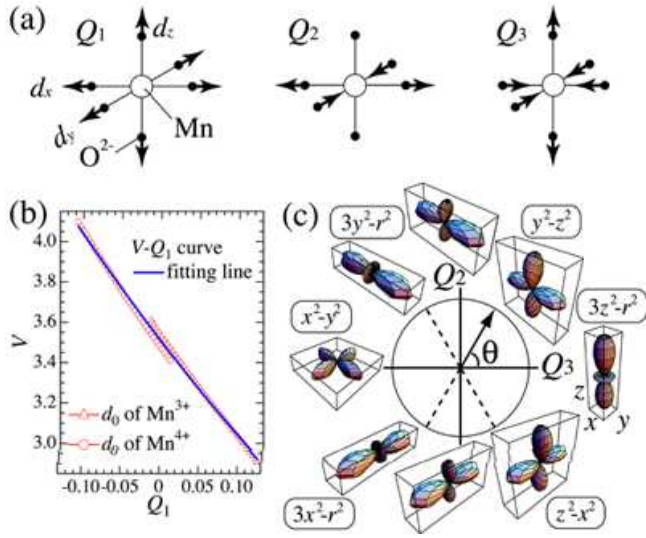 (a)
Q1
Q2
Q3
dz
dx
Mn
O2-
(b)
V
4.0
3.8
3.6
3.4
3.2
3.0
V-Q1 curve
fitting line
d0 of Mn3+
d0 of Mn4+
-0.10
-0.05
0.00
0.05
0.10
Q1
(c)
3y2-r2
y2-z2
x2-y2
Q2
3z2-r2
θ
Q3
z
x
y
3x2-r2
z2-x2